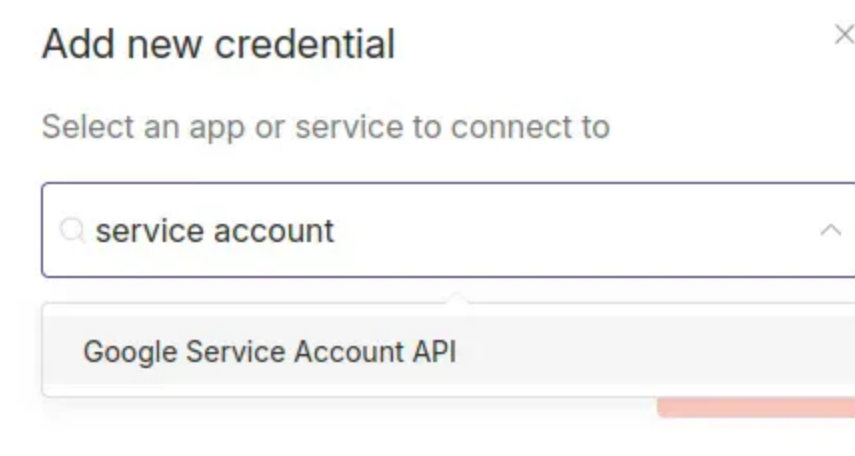 Add new credential
Select an app or service to connect to
service account
Google Service Account API